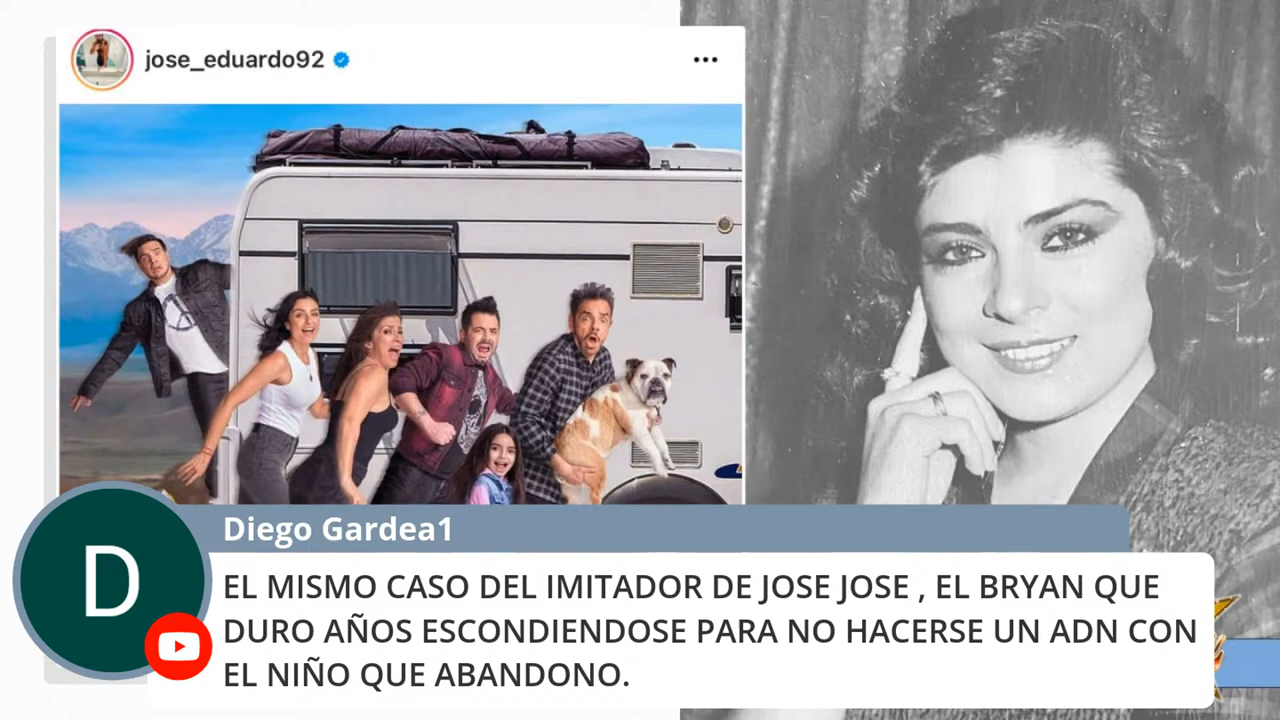 jose_eduardo92
Diego Gardea1
D
EL MISMO CASO DEL IMITADOR DE JOSE JOSE , EL BRYAN QUE
DURO AÑOS ESCONDIENDOSE PARA NO HACERSE UN ADN CON
EL NIÑO QUE ABANDONO.